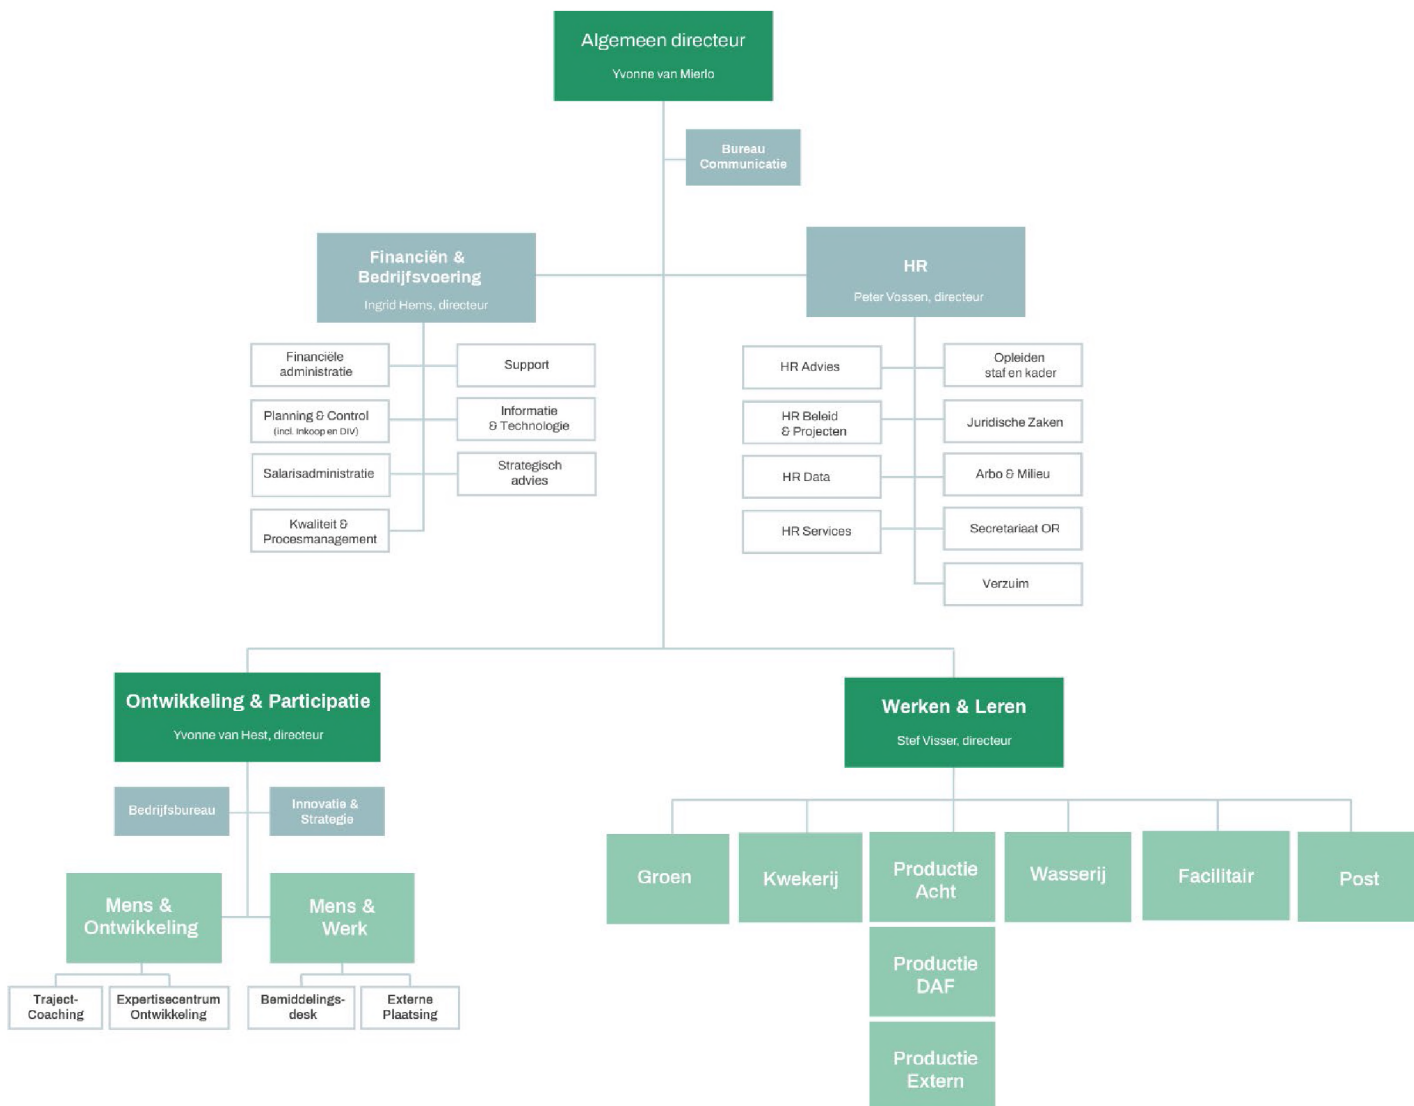 Algemeen directeur
Yvonne van Mierlo
Bureau
Communicatie
Financiën &
Bedrijfsvoering
Ingrid Hems, directeur
HR
Peter Vossen, directeur
Financiële
administratie
Support
Planning & Control
(incl. Inkoop en DIV)
Informatie
& Technologie
Salarisadministratie
Strategisch
advies
Kwaliteit &
Procesmanagement
HR Advies
Opleiden
staf en kader
HR Beleid
& Projecten
Juridische Zaken
HR Data
Arbo & Milieu
HR Services
Secretariaat OR
Verzuim
Ontwikkeling & Participatie
Yvonne van Hest, directeur
Bedrijfsbureau
Innovatie &
Strategie
Mens &
Ontwikkeling
Mens &
Werk
Traject-
Coaching
Expertisecentrum
Ontwikkeling
Bemiddelings-
desk
Externe
Plaatsing
Werken & Leren
Stef Visser, directeur
Groen
Kwekerij
Productie
Acht
Wasserij
Facilitair
Post
Productie
DAF
Productie
Extern